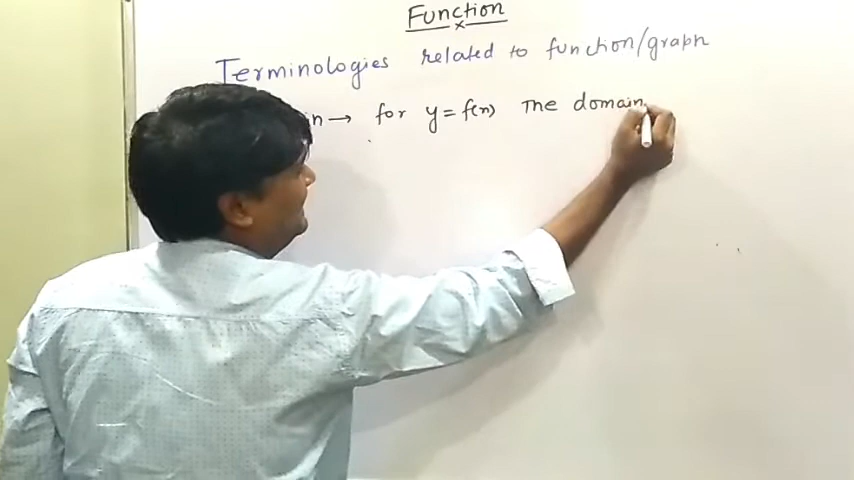 Function
Terminologies related to function/graph
n → for y = f(n) The domain